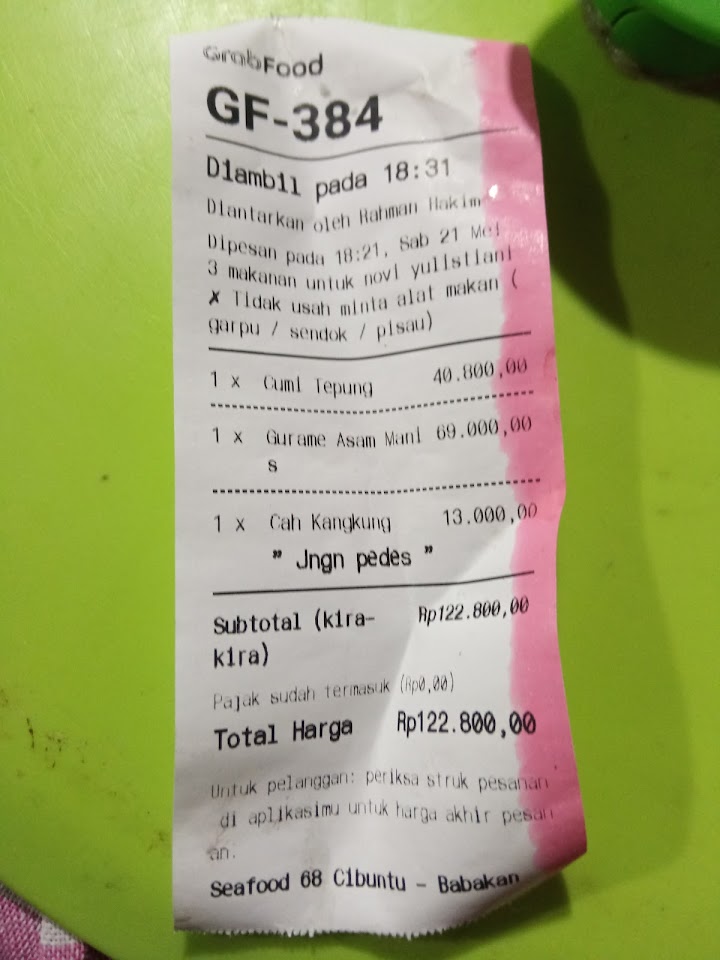 GrabFood
GF-384
Diambil pada 18:31
Diantarkan oleh Rahman Hakim
Dipesan pada 18:21, Sab 21 Mei
3 makanan untuk novi yulistiani
✗ Tidak usah minta alat makan (
garpu / sendok / pisau)
1 x Cumi Tepung 40.800,00
1 x Gurame Asam Mani 69.000,00
s
1 x Cah Kangkung 13.000,00
" Jngn pedes "
Subtotal (kira- Rp122.800,00
kira)
Pajak sudah termasuk (Rp0,00)
Total Harga Rp122.800,00
Untuk pelanggan: periksa struk pesanan
di aplikasimu untuk harga akhir pesan
an.
Seafood 68 Cibuntu - Babakan